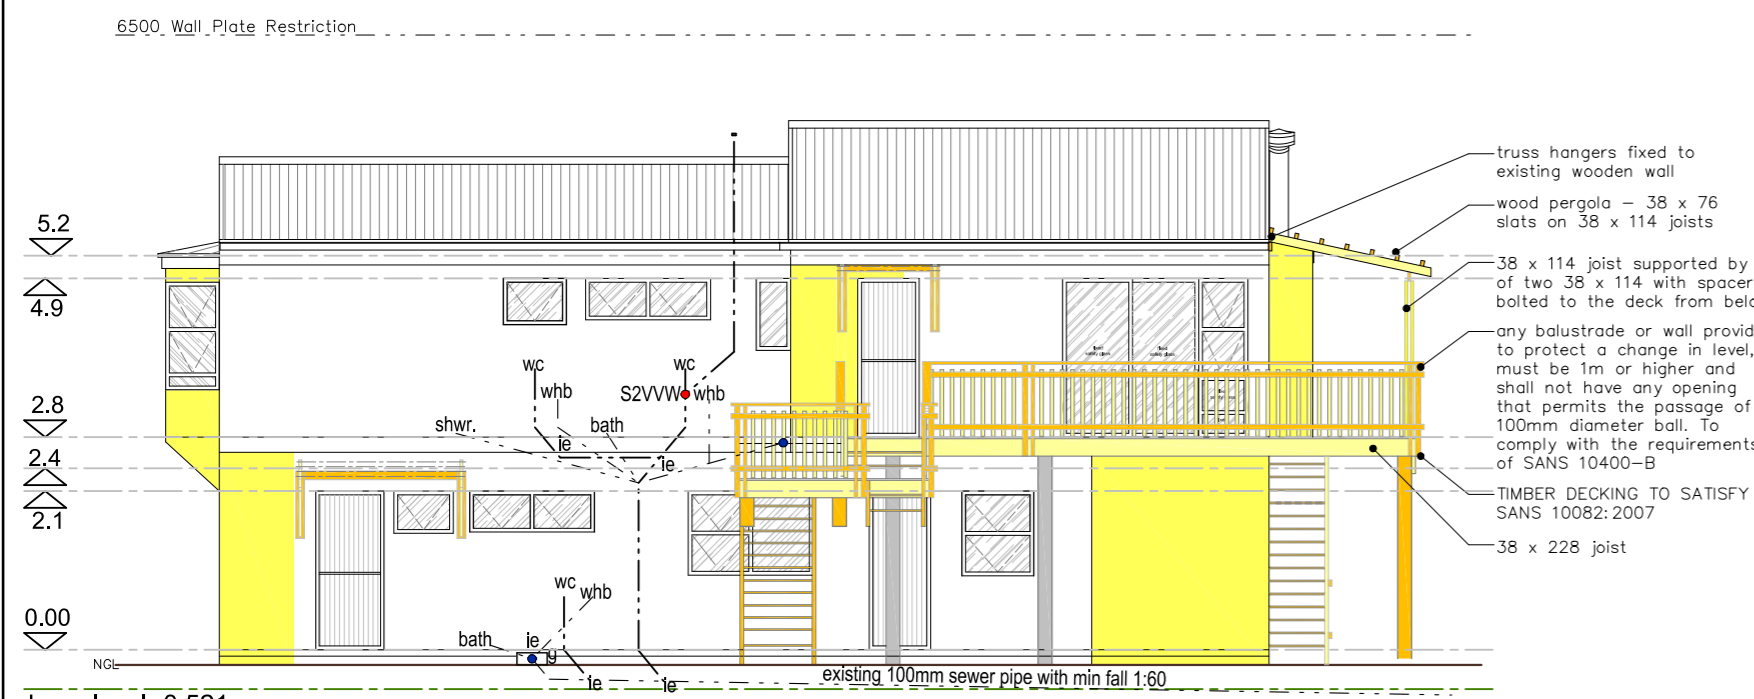 6500 Wall Plate Restriction
5.2
4.9
2.8
2.4
2.1
0.00
NGL
wc
whb
shwr.
bath
ie
S2VVW
wc
whb
ie
wc
whb
bath
ie
g
ie
ie
existing 100mm sewer pipe with min fall 1:60
truss hangers fixed to
existing wooden wall
wood pergola – 38 x 76
slats on 38 x 114 joists
38 x 114 joist supported by
of two 38 x 114 with spacer
bolted to the deck from
any balustrade or wall
to protect a change in level,
must be 1m or higher and
shall not have any opening
that permits the passage of
100mm diameter ball. To
comply with the requirements
of SANS 10400–B
TIMBER DECKING TO SATISFY
SANS 10082:2007
38 x 228 joist